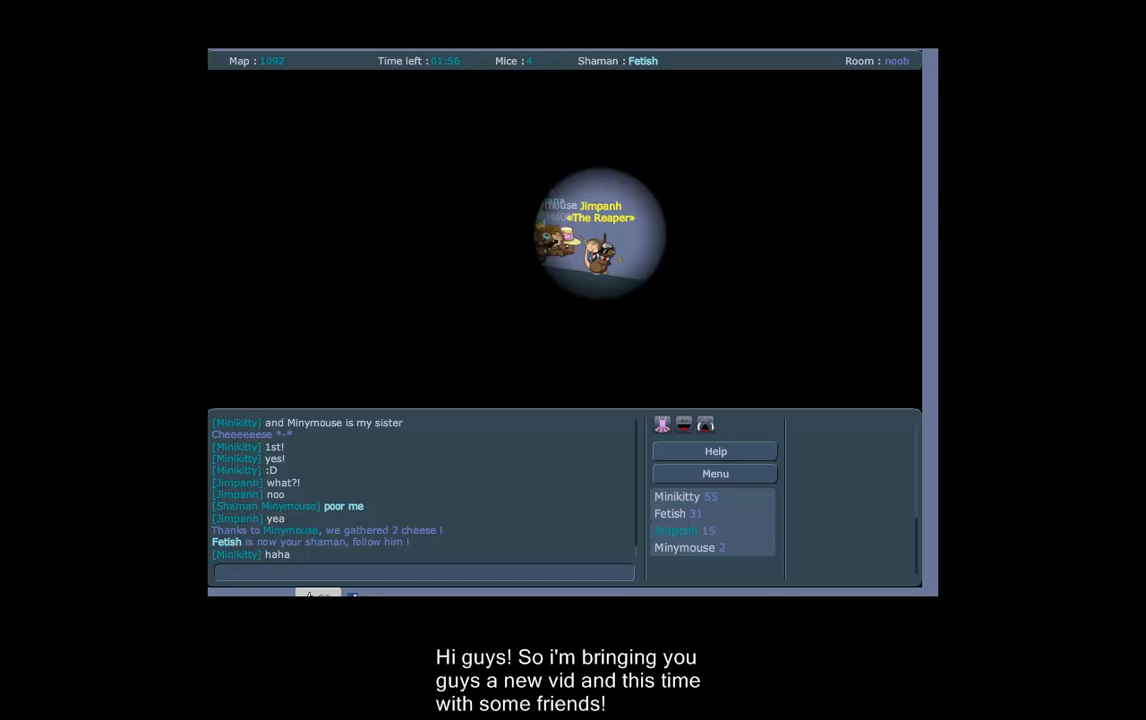 Map : 1092 Time left : 01:56 Mice : 4 Shaman : Fetish Room : noob
mouse Jimpanh
«The Reaper»
[Minikitty] and Minymouse is my sister
Cheeeeeese *-*
[Minikitty] 1st!
[Minikitty] yes!
[Minikitty] :D
[Jimpanh] what?!
[Jimpanh] noo
[Shaman Minymouse] poor me
[Jimpanh] yea
Thanks to Minymouse, we gathered 2 cheese !
Fetish is now your shaman, follow him !
[Minikitty] haha
Help
Menu
Minikitty 55
Fetish 31
Jimpanh 15
Minymouse 2
Hi guys! So i'm bringing you
guys a new vid and this time
with some friends!